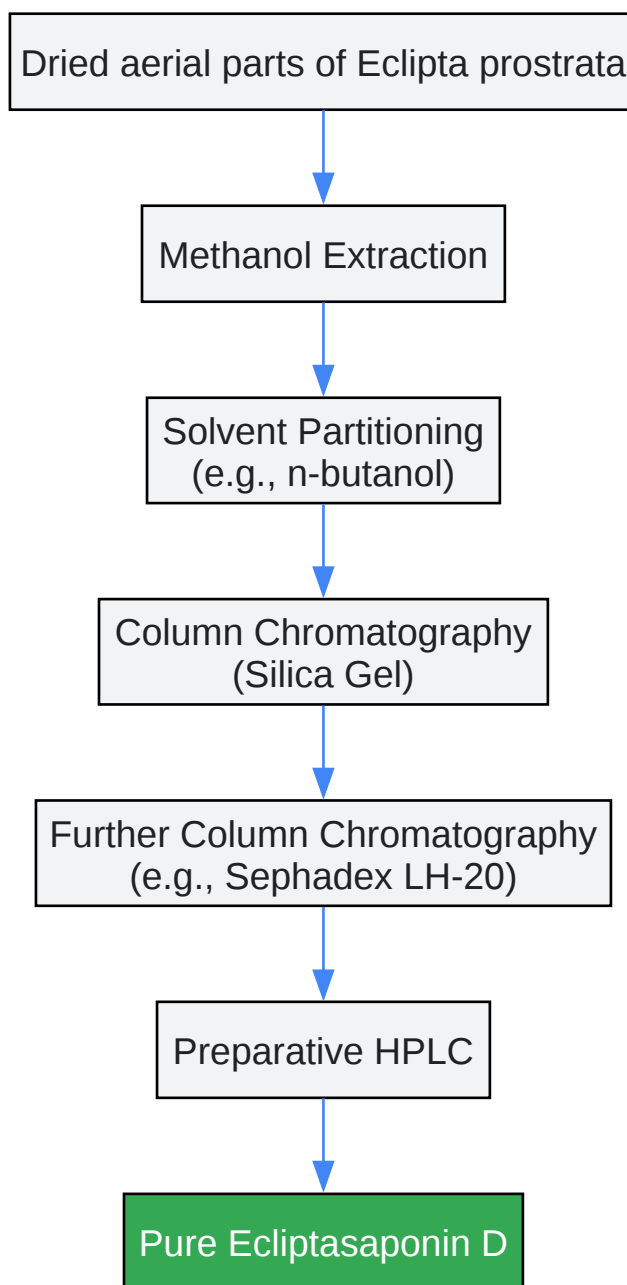 Dried aerial parts of Eclipta prostrata
Methanol Extraction
Solvent Partitioning
(e.g., n-butanol)
Column Chromatography
(Silica Gel)
Further Column Chromatography
(e.g., Sephadex LH-20)
Preparative HPLC
Pure Ecliptasaponin D